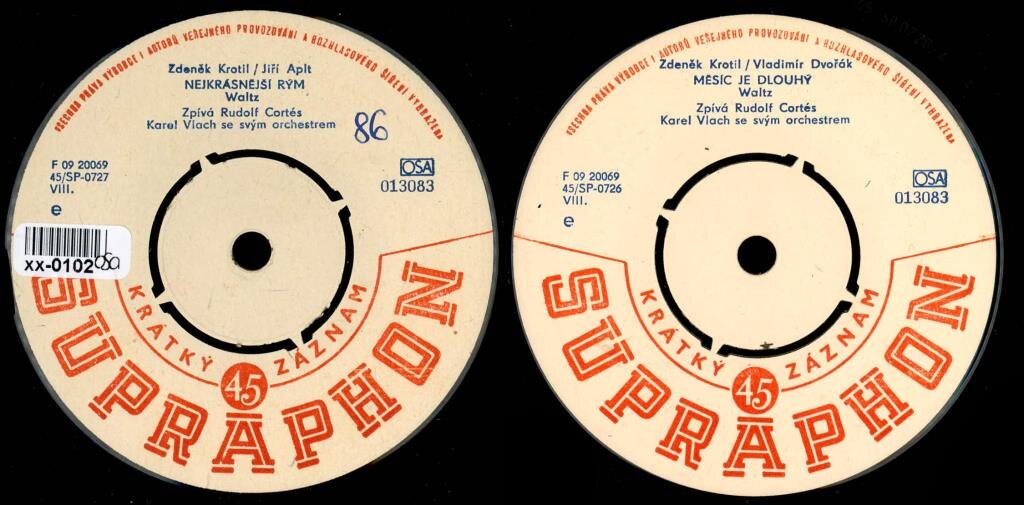 VŠECHNA PRÁVA VÝROBCE I AUTORŮ VEŘEJNÉHO PROVOZOVÁNÍ A ROZHLASOVÉHO ŠÍŘENÍ VYHRAZENA
Zdeněk Krotil / Jiří Aplt
NEJKRÁSNĚJŠÍ RÝM
Waltz
Zpívá Rudolf Cortés
Karel Vlach se svým orchestrem
86
F 09 20069
45/SP-0727
VIII.
e
OSA
013083
xx-0102
osa
KRÁTKÝ 45 ZÁZNAM
SUPRAPHON
VŠECHNA PRÁVA VÝROBCE I AUTORŮ VEŘEJNÉHO PROVOZOVÁNÍ A ROZHLASOVÉHO ŠÍŘENÍ VYHRAZENA
Zdeněk Krotil / Vladimír Dvořák
MĚSÍC JE DLOUHÝ
Waltz
Zpívá Rudolf Cortés
Karel Vlach se svým orchestrem
F 09 20069
45/SP-0726
VIII.
e
OSA
013083
KRÁTKÝ 45 ZÁZNAM
SUPRAPHON